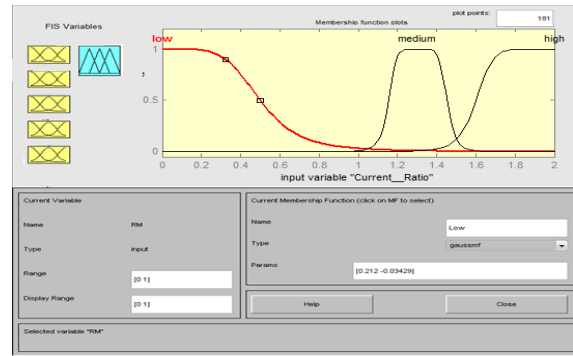 FIS Variables
Membership function plots
plot points:
181
low
medium
high
1
0.5
0
0 0.2 0.4 0.6 0.8 1 1.2 1.4 1.6 1.8 2
input variable "Current__Ratio"
Current Variable
Name RM
Type input
Range [0 1]
Display Range [0 1]
Current Membership Function (click on MF to select)
Name Low
Type gaussmf
Params [0.212 -0.03429]
Help
Close
Selected variable "RM"